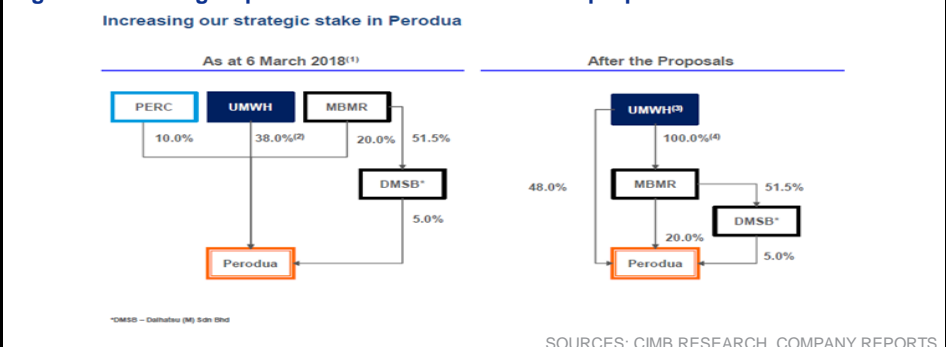 Increasing our strategic stake in Perodua
As at 6 March 2018(1)
After the Proposals
PERC
UMWH
MBMR
10.0%
38.0%(2)
20.0%
51.5%
DMSB*
5.0%
Perodua
UMWH(3)
100.0%(4)
48.0%
MBMR
51.5%
DMSB*
20.0%
5.0%
Perodua
*DMSB – Daihatsu (M) Sdn Bhd
SOURCES: CIMB RESEARCH, COMPANY REPORTS